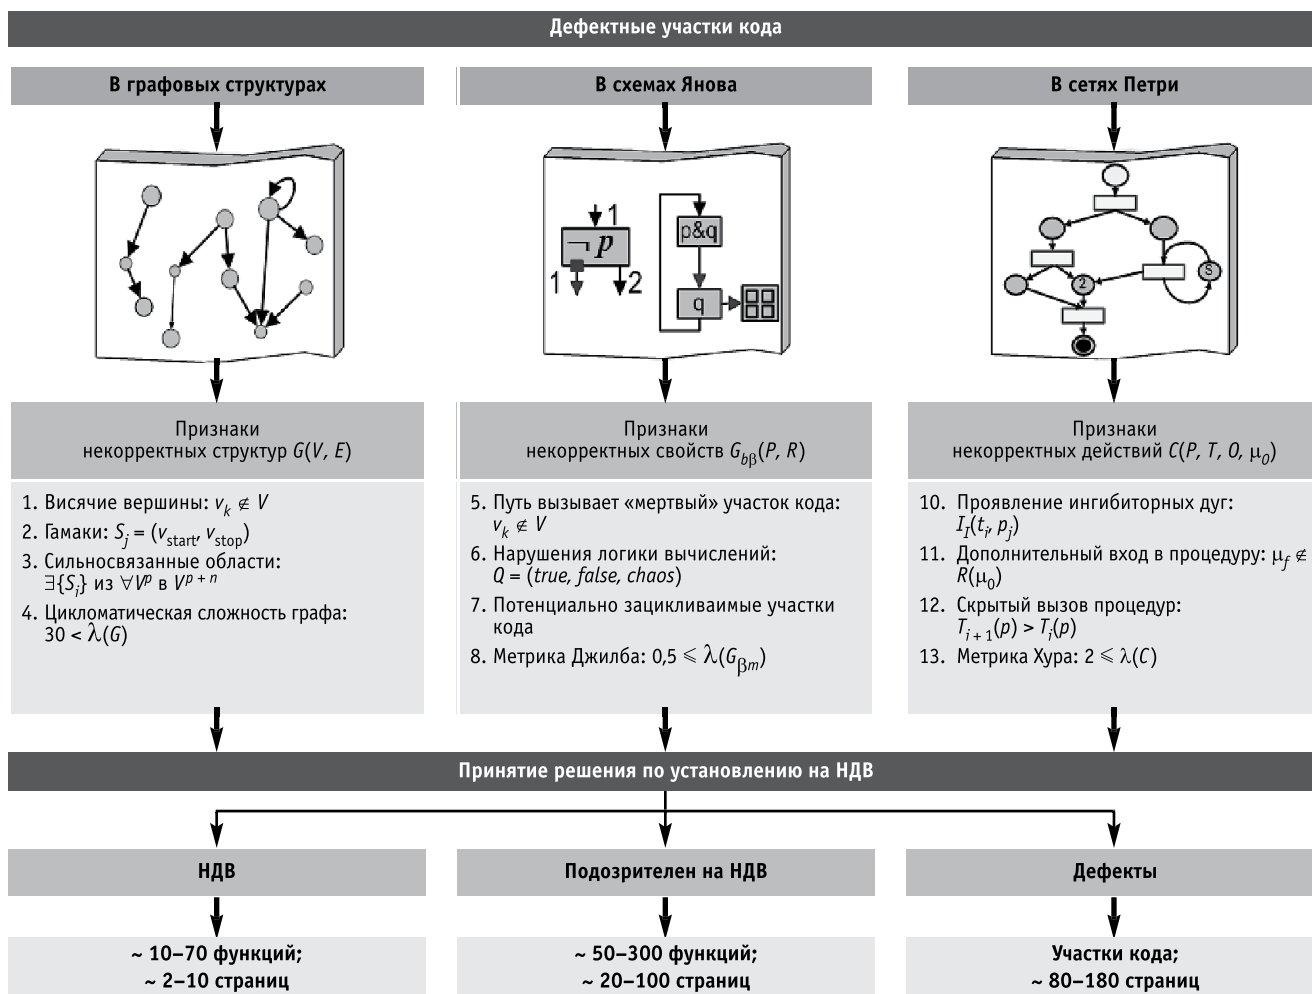 Дефектные участки кода
В графовых структурах
В схемах Янова
В сетях Петри
1
¬ p
1
2
p&q
q
S
2
Признаки
некорректных структур G(V, E)
Признаки
некорректных свойств G_bβ(P, R)
Признаки
некорректных действий C(P, T, O, μ_0)
1. Висячие вершины: v_k ∉ V
2. Гамаки: S_j = (v_start, v_stop)
3. Сильносвязанные области:
∃{S_i} из ∀V^p в V^{p + n}
4. Цикломатическая сложность графа:
30 < λ(G)
5. Путь вызывает «мертвый» участок кода:
v_k ∉ V
6. Нарушения логики вычислений:
Q = (true, false, chaos)
7. Потенциально зацикливаимые участки
кода
8. Метрика Джилба: 0,5 ⩽ λ(G_βm)
10. Проявление ингибиторных дуг:
I_I(t_i, p_j)
11. Дополнительный вход в процедуру: μ_f ∉
R(μ_0)
12. Скрытый вызов процедур:
T_{i + 1}(p) > T_i(p)
13. Метрика Хура: 2 ⩽ λ(C)
Принятие решения по установлению на НДВ
НДВ
Подозрителен на НДВ
Дефекты
~ 10–70 функций;
~ 2–10 страниц
~ 50–300 функций;
~ 20–100 страниц
Участки кода;
~ 80–180 страниц